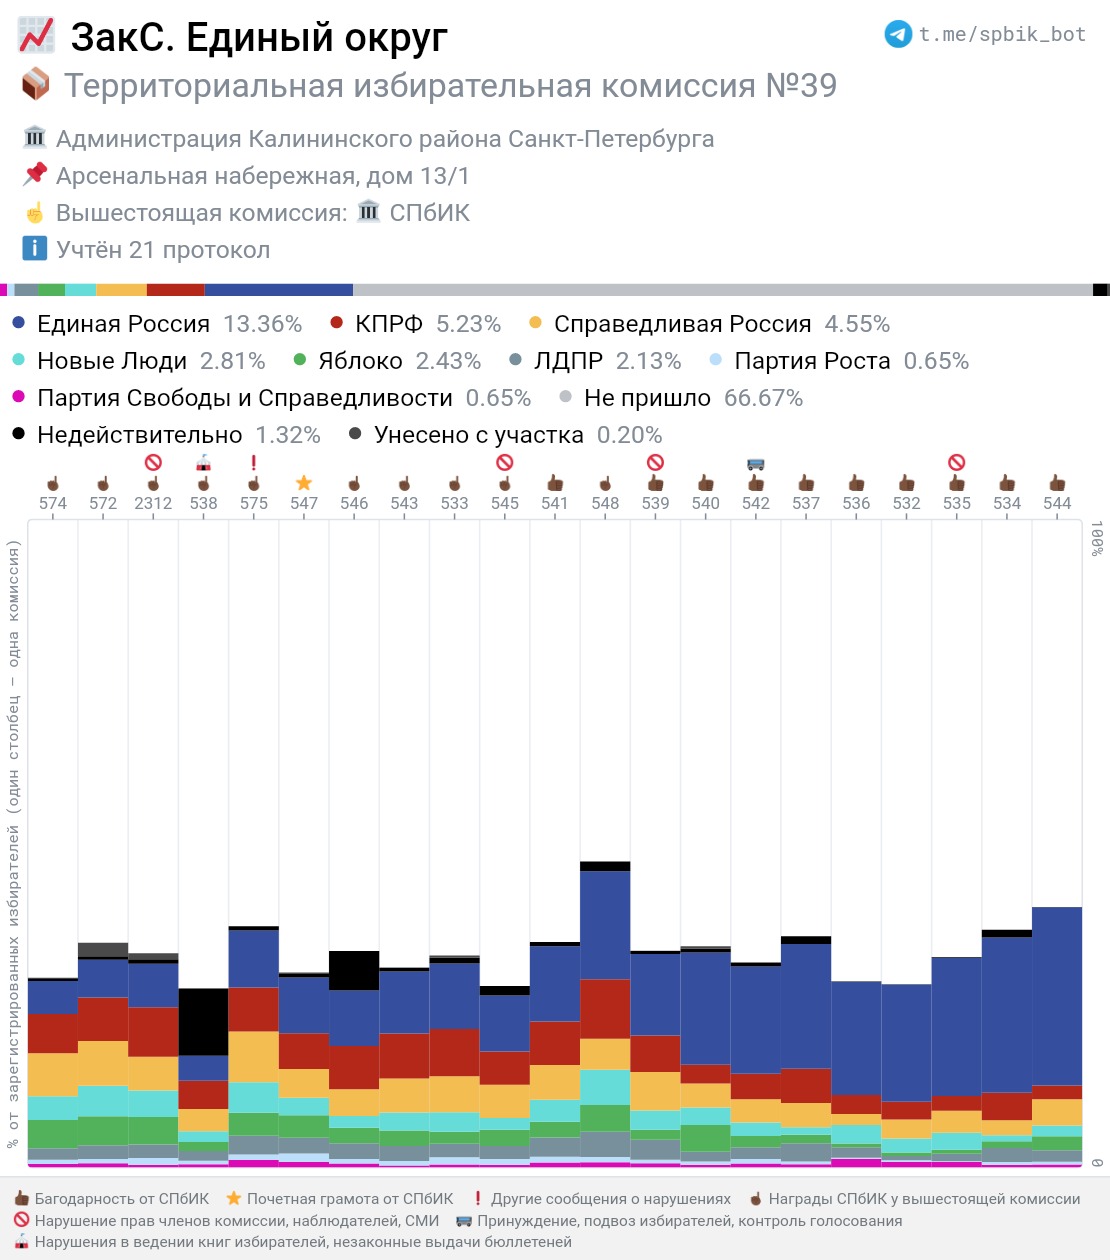 ЗакС. Единый округ
t.me/spbik_bot
Территориальная избирательная комиссия №39
Администрация Калининского района Санкт-Петербурга
Арсенальная набережная, дом 13/1
Вышестоящая комиссия: СПбИК
Учтён 21 протокол
Единая Россия 13.36% КПРФ 5.23% Справедливая Россия 4.55%
Новые Люди 2.81% Яблоко 2.43% ЛДПР 2.13% Партия Роста 0.65%
Партия Свободы и Справедливости 0.65% Не пришло 66.67%
Недействительно 1.32% Унесено с участка 0.20%
574 572 2312 538 575 547 546 543 533 545 541 548 539 540 542 537 536 532 535 534 544
% от зарегистрированных избирателей (один столбец – одна комиссия)
100%
0
Багодарность от СПбИК Почетная грамота от СПбИК Другие сообщения о нарушениях Награды СПбИК у вышестоящей комиссии
Нарушение прав членов комиссии, наблюдателей, СМИ Принуждение, подвоз избирателей, контроль голосования
Нарушения в ведении книг избирателей, незаконные выдачи бюллетеней